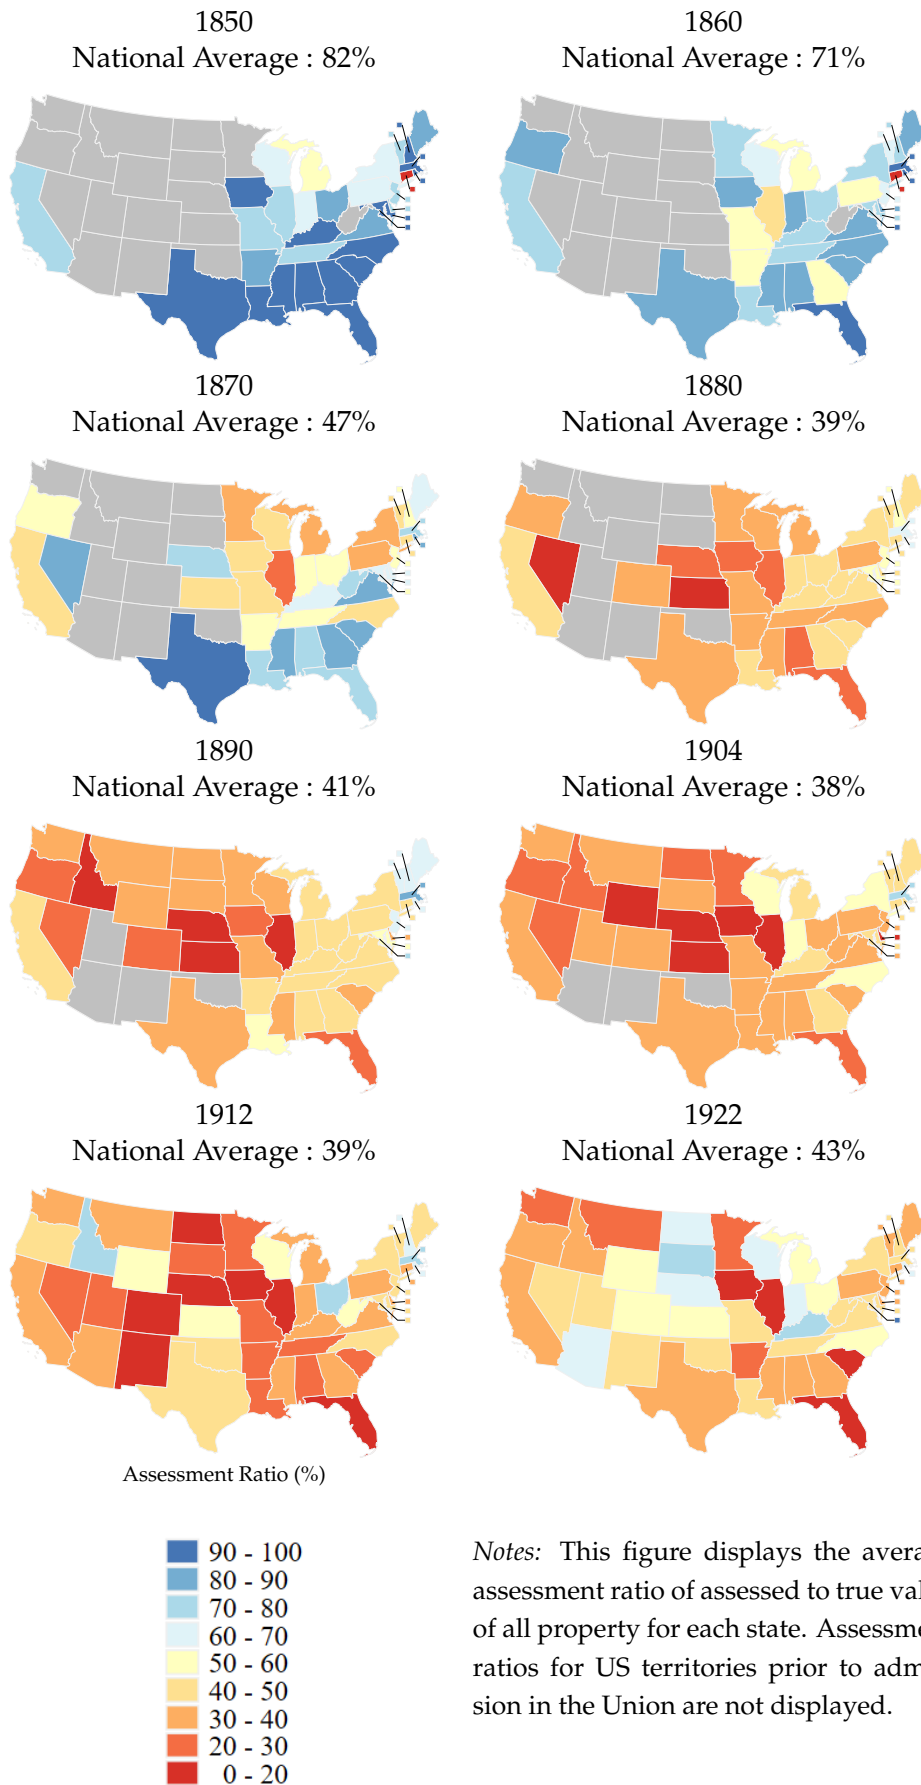 1850
National Average : 82%
1860
National Average : 71%
1870
National Average : 47%
1880
National Average : 39%
1890
National Average : 41%
1904
National Average : 38%
1912
National Average : 39%
1922
National Average : 43%
Assessment Ratio (%)
90 - 100
80 - 90
70 - 80
60 - 70
50 - 60
40 - 50
30 - 40
20 - 30
0 - 20
Notes: This figure displays the avera
assessment ratio of assessed to true val
of all property for each state. Assessme
ratios for US territories prior to adm
sion in the Union are not displayed.